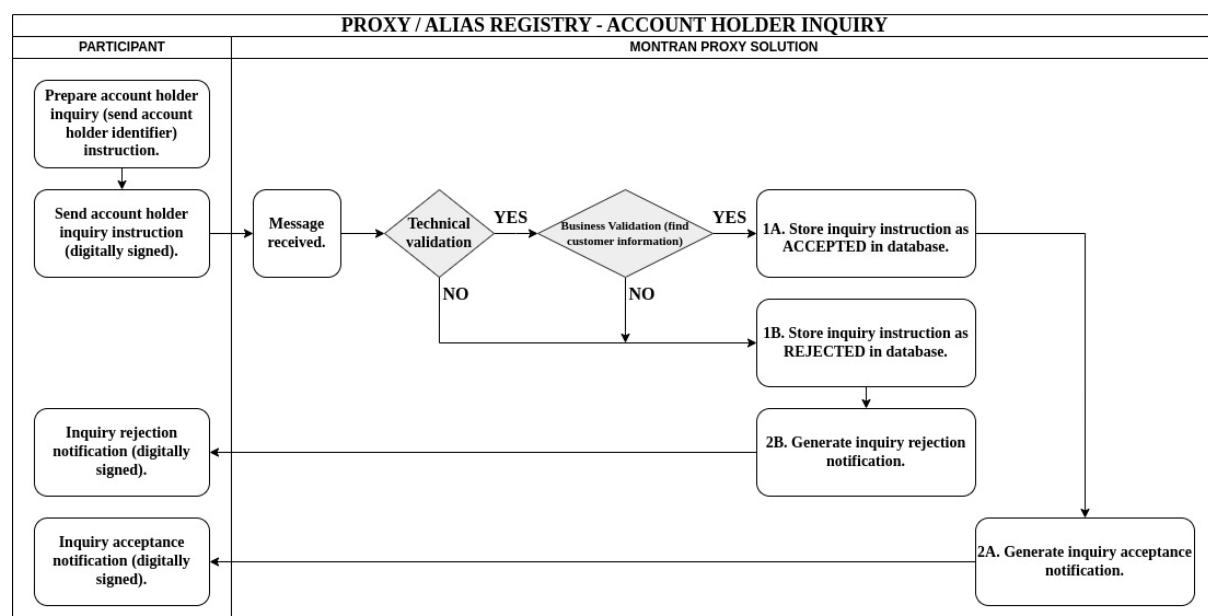 PROXY / ALIAS REGISTRY - ACCOUNT HOLDER INQUIRY
PARTICIPANT
MONTRAN PROXY SOLUTION
Prepare account holder
inquiry (send account
holder identifier)
instruction.
Send account holder
inquiry instruction
(digitally signed).
Message
received.
Technical
validation
YES
Business Validation (find
customer information)
YES
1A. Store inquiry instruction as
ACCEPTED in database.
NO
NO
1B. Store inquiry instruction as
REJECTED in database.
Inquiry rejection
notification (digitally
signed).
2B. Generate inquiry rejection
notification.
Inquiry acceptance
notification (digitally
signed).
2A. Generate inquiry acceptance
notification.